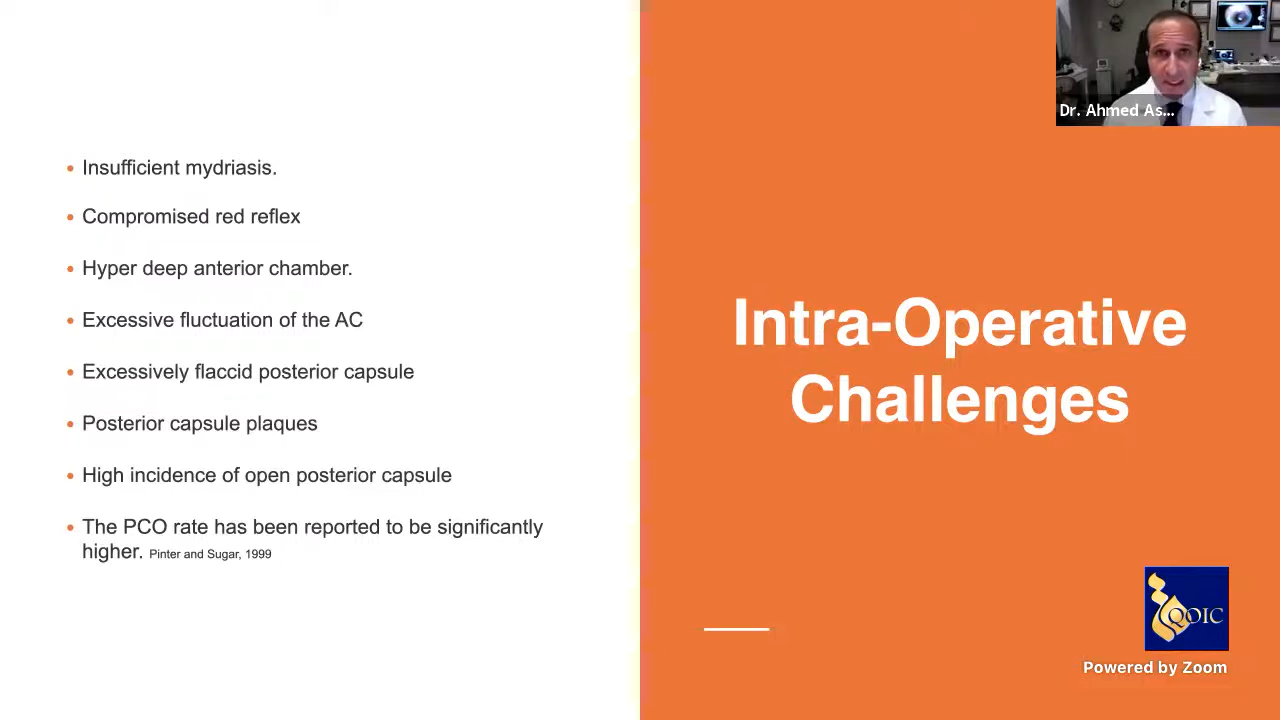 Insufficient mydriasis.
Compromised red reflex
Hyper deep anterior chamber.
Excessive fluctuation of the AC
Excessively flaccid posterior capsule
Posterior capsule plaques
High incidence of open posterior capsule
The PCO rate has been reported to be significantly
higher. Pinter and Sugar, 1999
Intra-Operative
Challenges
Dr. Ahmed As...
QOIC
Powered by Zoom